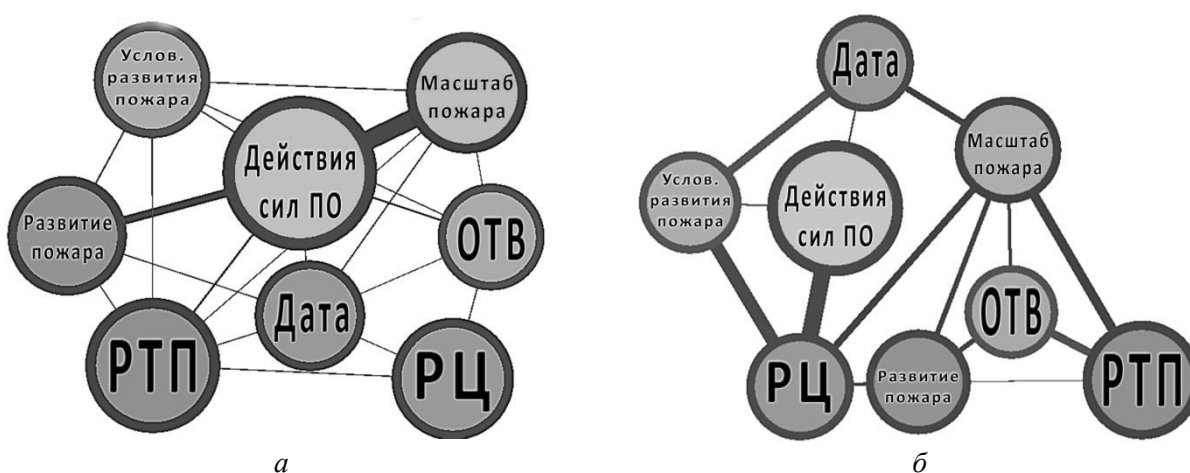 Услов.
развития
пожара
Масштаб
пожара
Действия
сил ПО
Развитие
пожара
ОТВ
Дата
РТП
РЦ
а
Дата
Масштаб
пожара
Услов.
развития
пожара
Действия
сил ПО
ОТВ
РЦ
Развитие
пожара
РТП
б